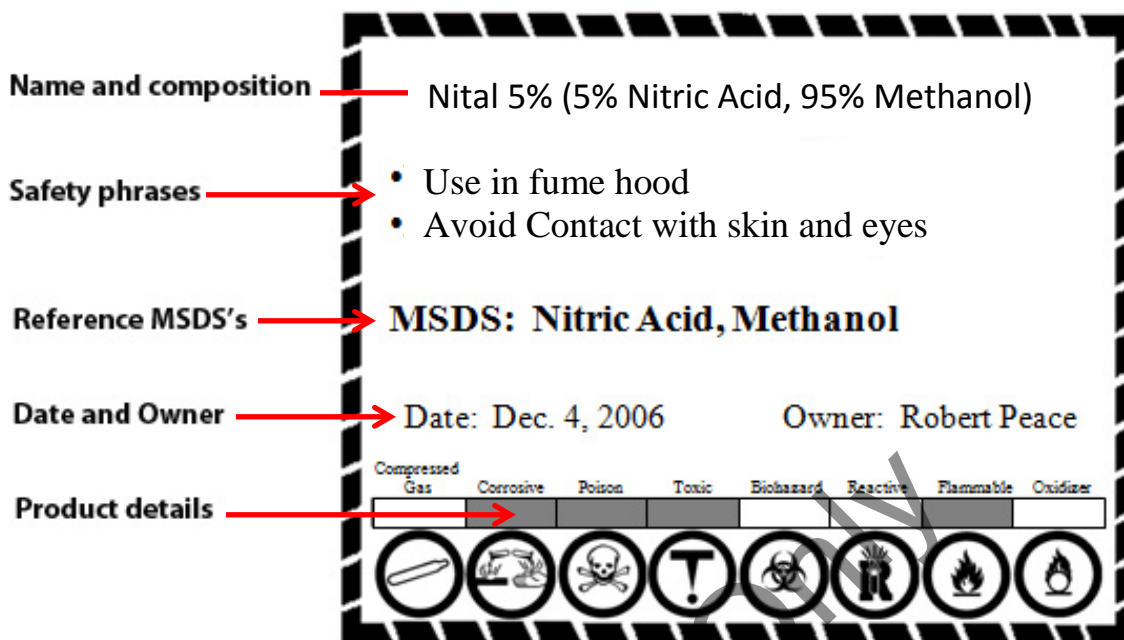 Name and composition
Nital 5% (5% Nitric Acid, 95% Methanol)
Safety phrases
• Use in fume hood
• Avoid Contact with skin and eyes
Reference MSDS's
MSDS: Nitric Acid, Methanol
Date and Owner
Date: Dec. 4, 2006 Owner: Robert Peace
Product details
Compressed
Gas Corrosive Poison Toxic Biohazard Reactive Flammable Oxidizer
T R
only